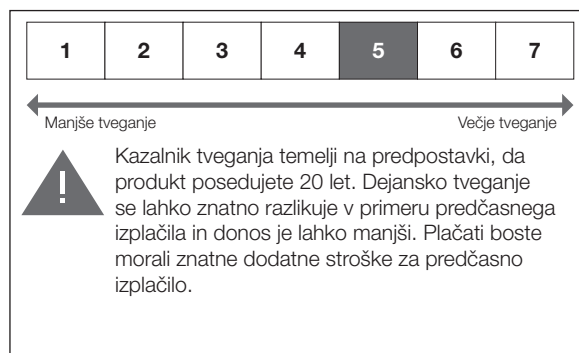 1 2 3 4 5 6 7
Manjše tveganje Večje tveganje
Kazalnik tveganja temelji na predpostavki, da
produkt posedujete 20 let. Dejansko tveganje
se lahko znatno razlikuje v primeru predčasnega
izplačila in donos je lahko manjši. Plačati boste
morali znatne dodatne stroške za predčasno
izplačilo.